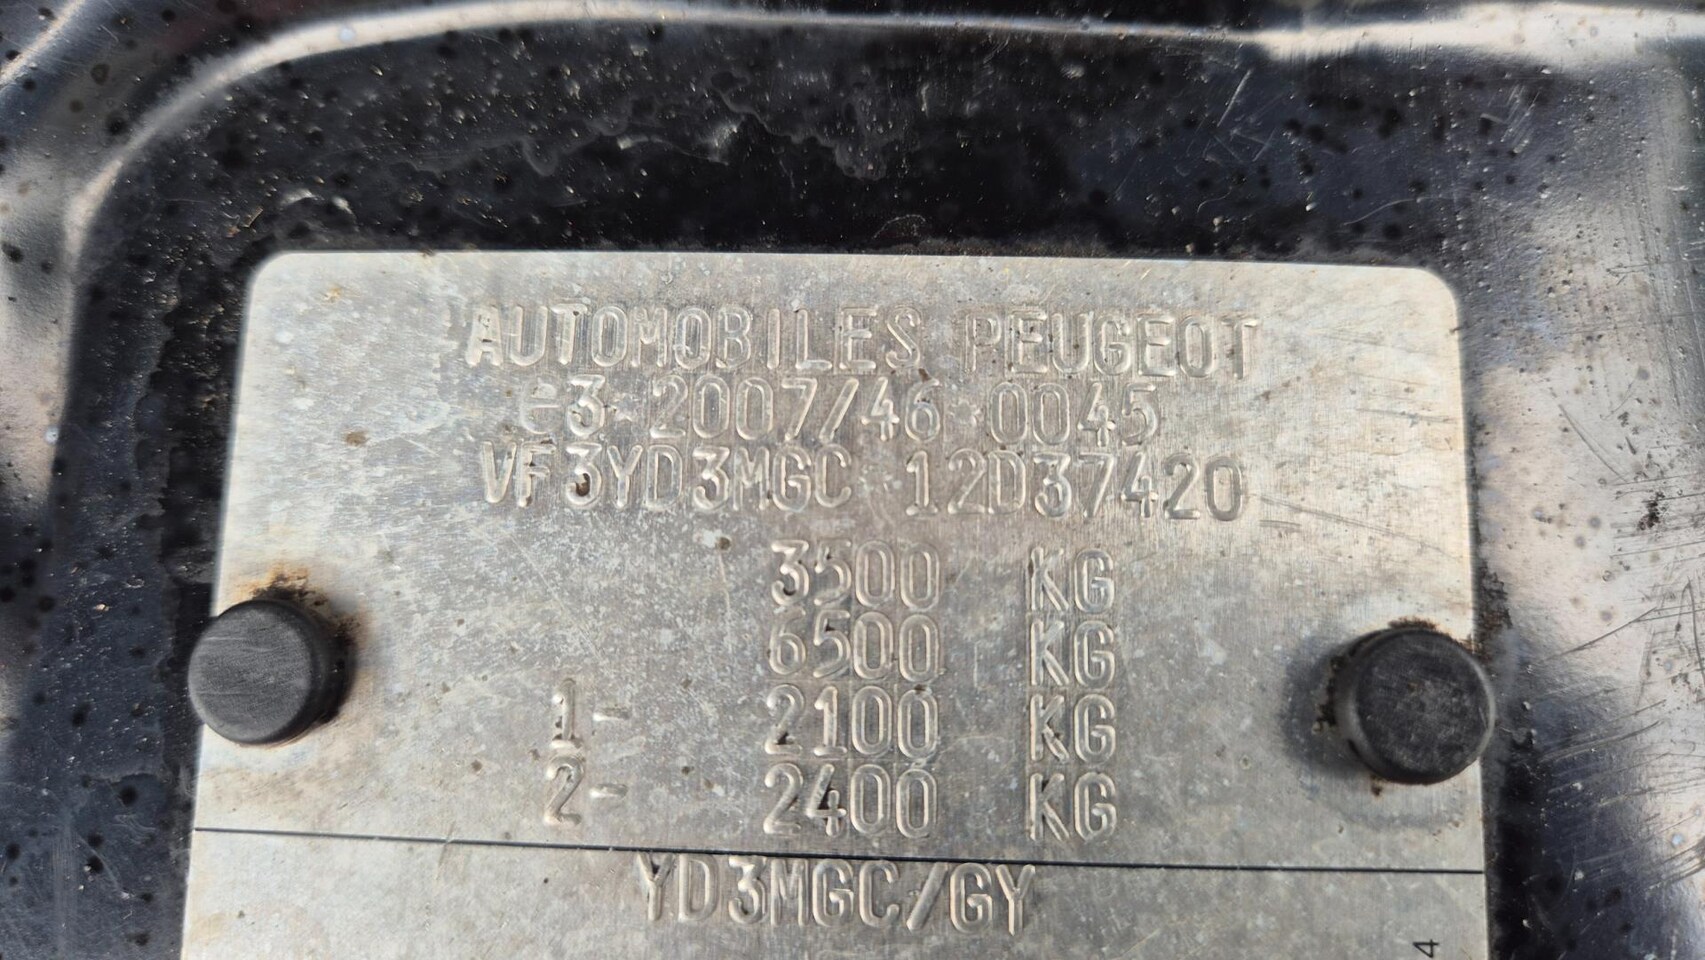 AUTOMOBILES PEUGEOT
e3*2007/46*0045
VF3YD3MGC 12D37420
3500 KG
6500 KG
1- 2100 KG
2- 2400 KG
YD3MGC/GY
4